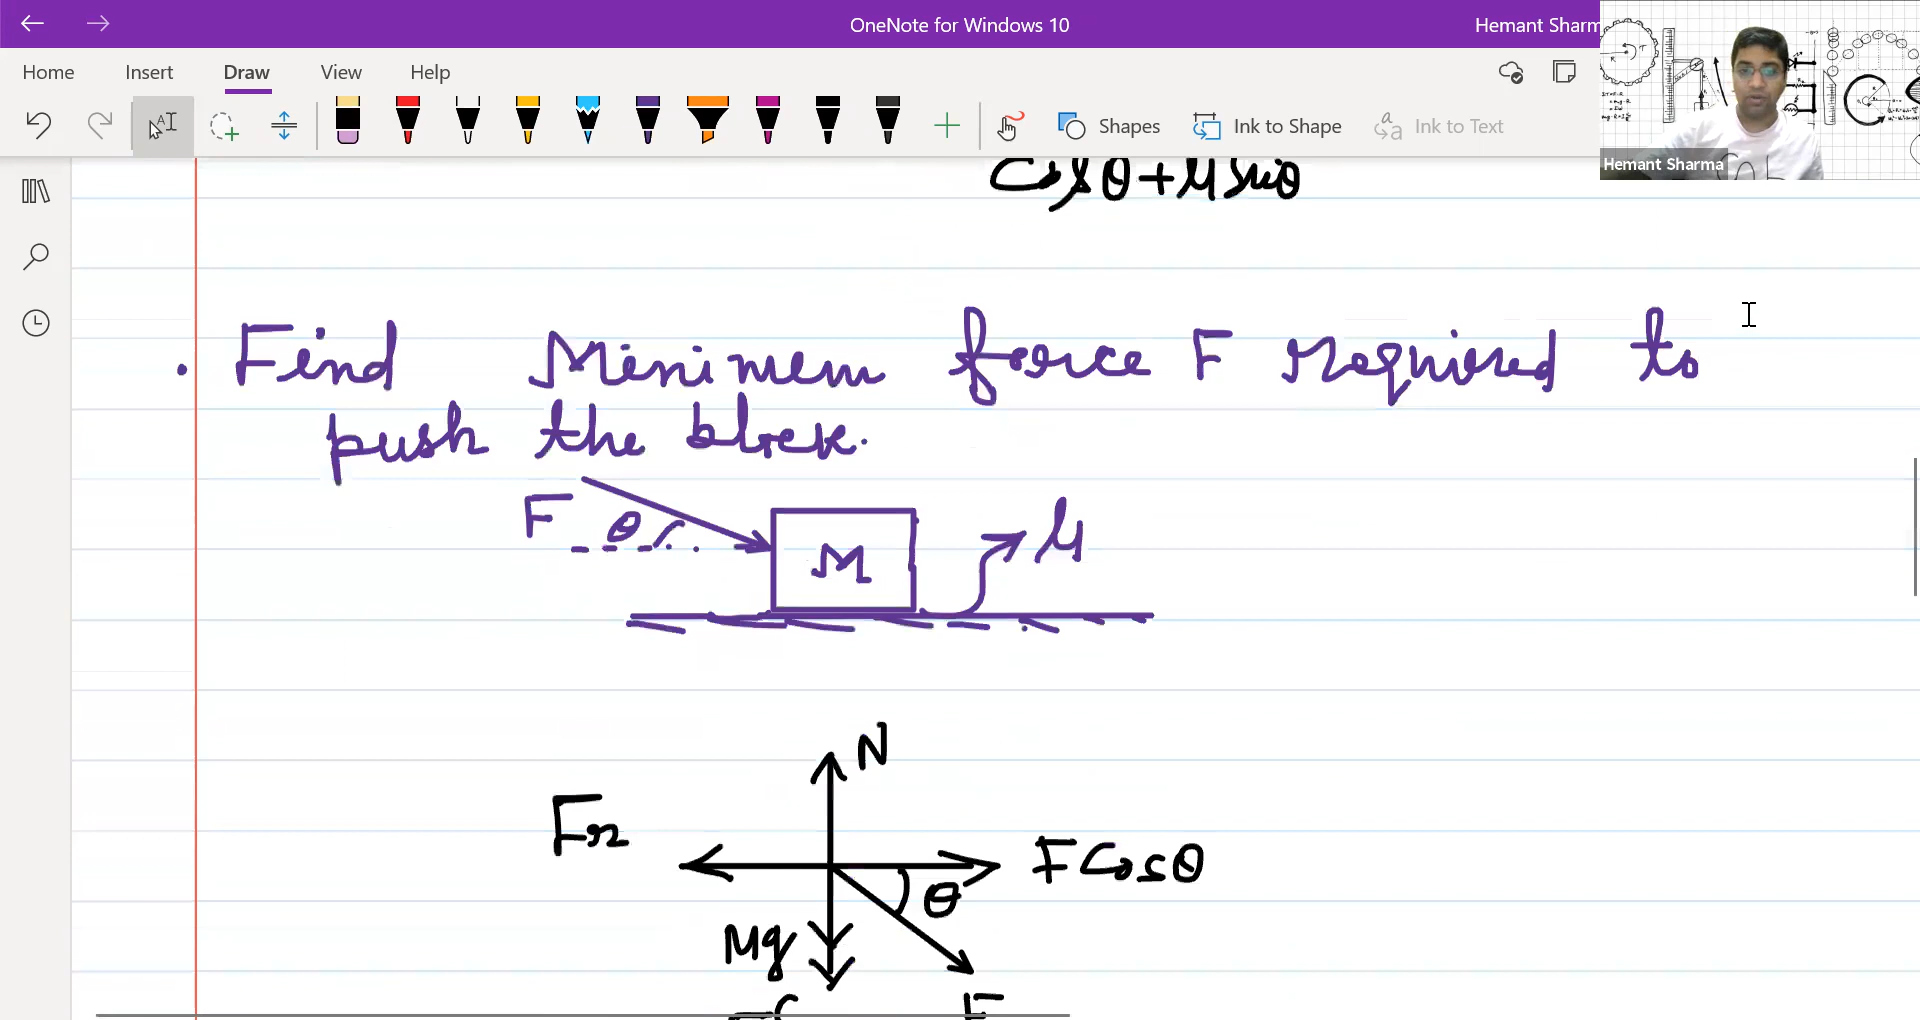 OneNote for Windows 10
Hemant Sharm
Home Insert Draw View Help
Shapes Ink to Shape Ink to Text
Hemant Sharma
Cosθ+μsinθ
. Find Minimum force F Required to
push the block.
F θ
M
μ
N
Fr
F Cosθ
θ
Mg
F